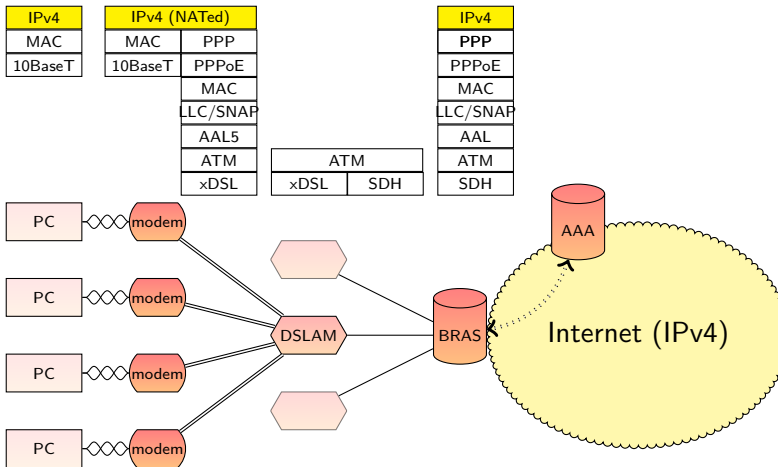 IPv4
MAC
10BaseT
IPv4 (NATed)
MAC
PPP
10BaseT
PPPoE
MAC
LLC/SNAP
AAL5
ATM
xDSL
ATM
xDSL
SDH
IPv4
PPP
PPPoE
MAC
LLC/SNAP
AAL
ATM
SDH
PC
modem
PC
modem
PC
modem
PC
modem
DSLAM
BRAS
AAA
Internet (IPv4)